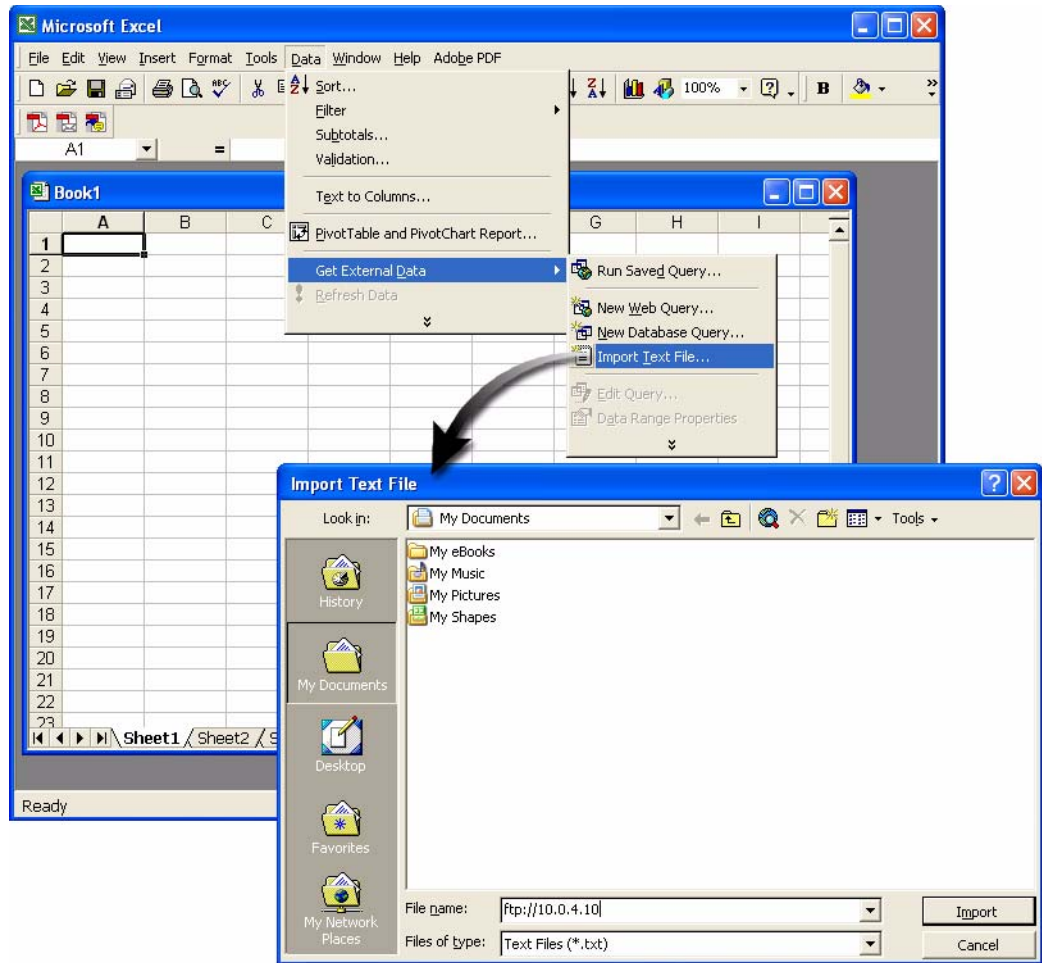 Microsoft Excel
File Edit View Insert Format Tools Data Window Help Adobe PDF
100%
B
A1
=
Sort...
Filter
Subtotals...
Validation...
Text to Columns...
PivotTable and PivotChart Report...
Get External Data
Refresh Data
Run Saved Query...
New Web Query...
New Database Query...
Import Text File...
Edit Query...
Data Range Properties
Book1
A B C G H I
1
2
3
4
5
6
7
8
9
10
11
12
13
14
15
16
17
18
19
20
21
22
23
Sheet1 Sheet2 S
Ready
Import Text File
Look in: My Documents Tools
History
My Documents
Desktop
Favorites
My Network Places
My eBooks
My Music
My Pictures
My Shapes
File name: ftp://10.0.4.10
Import
Files of type: Text Files (*.txt)
Cancel